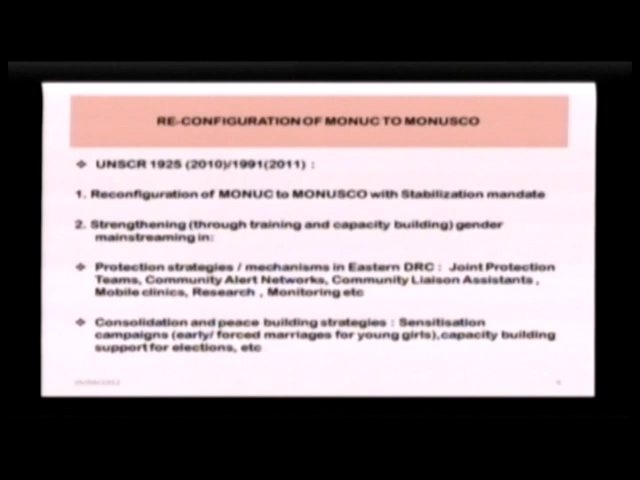 RE-CONFIGURATION OF MONUC TO MONUSCO
❖ UNSCR 1925 (2010)/1991(2011) :
1. Reconfiguration of MONUC to MONUSCO with Stabilization mandate
2. Strengthening (through training and capacity building) gender
mainstreaming in:
❖ Protection strategies / mechanisms in Eastern DRC : Joint Protection
Teams, Community Alert Networks, Community Liaison Assistants ,
Mobile clinics, Research , Monitoring etc
❖ Consolidation and peace building strategies : Sensitisation
campaigns (early/ forced marriages for young girls),capacity building
support for elections, etc